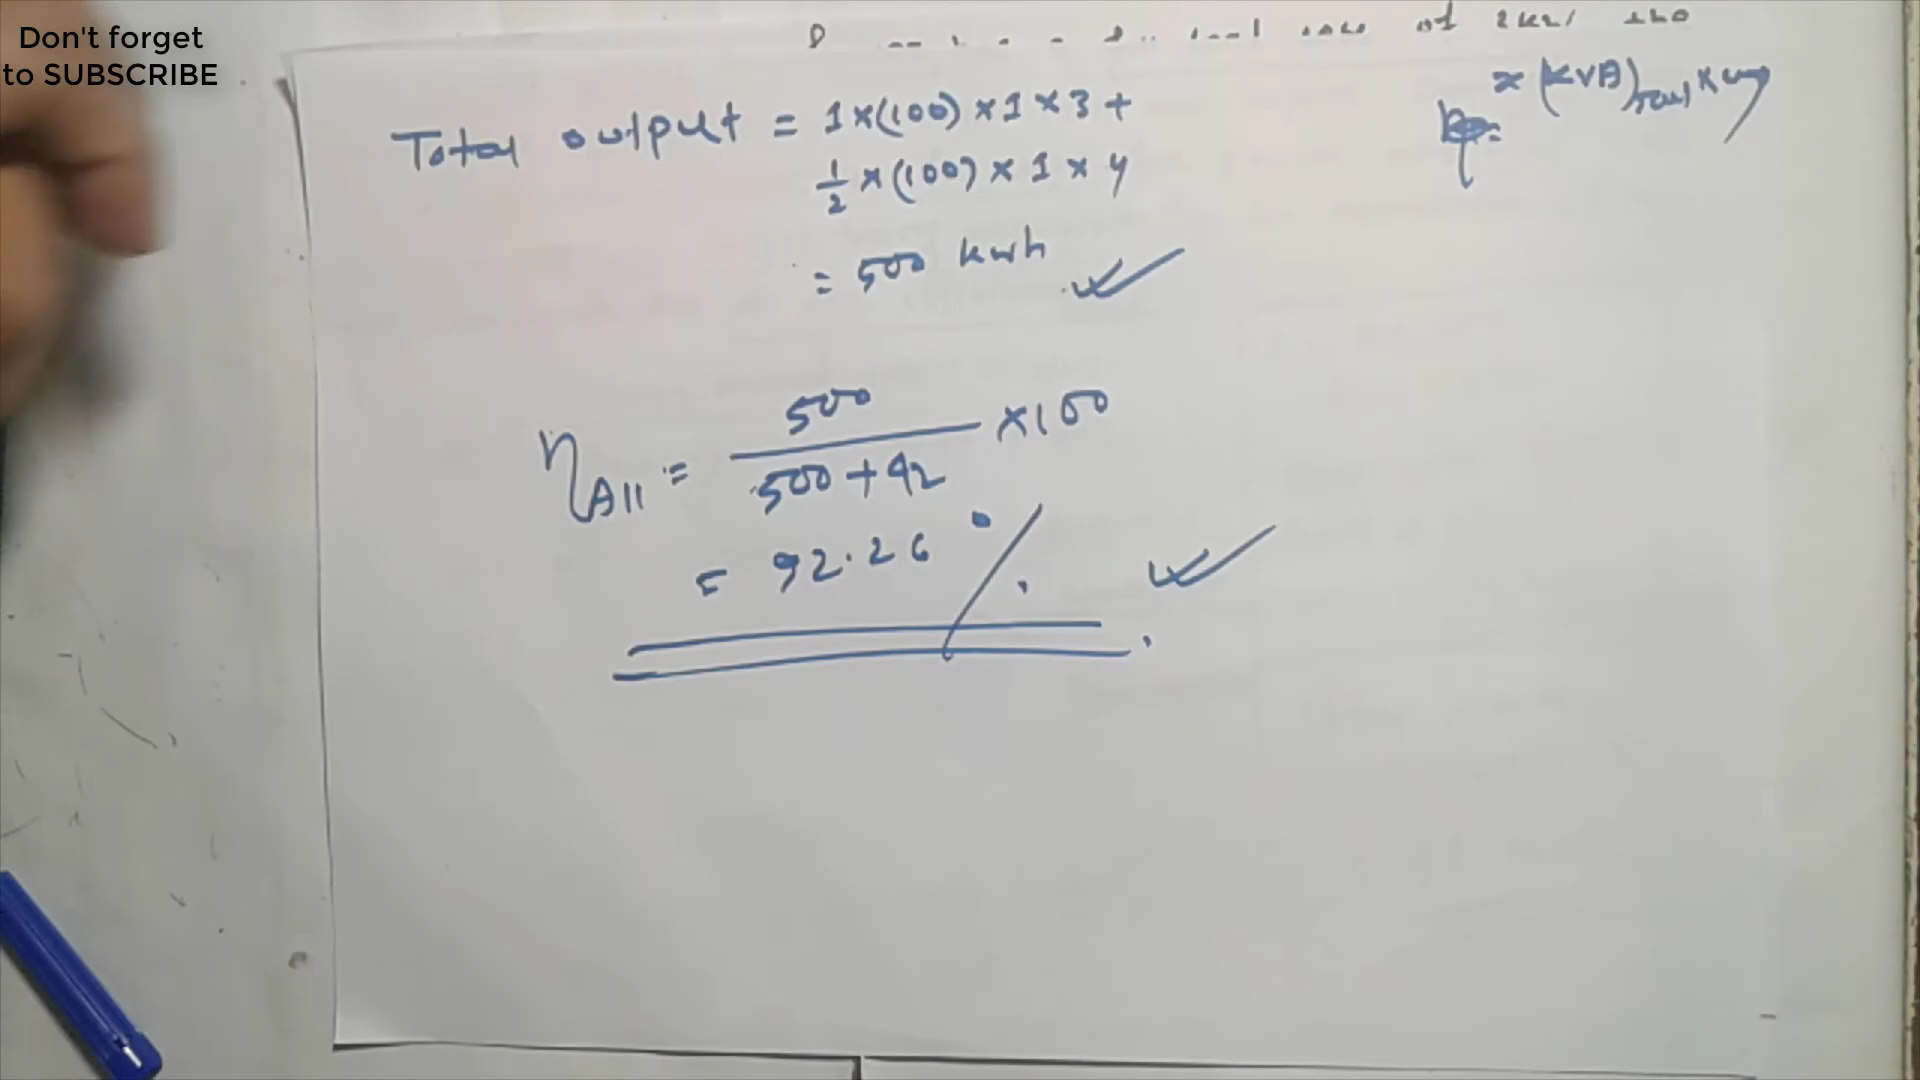 Don't forget
to SUBSCRIBE
Total output = 1×(100)×1×3+
1/2×(100)×1×4
= 500 kwh
x (KVA) ×
η All = 500/500+42 ×100
= 92.26 %